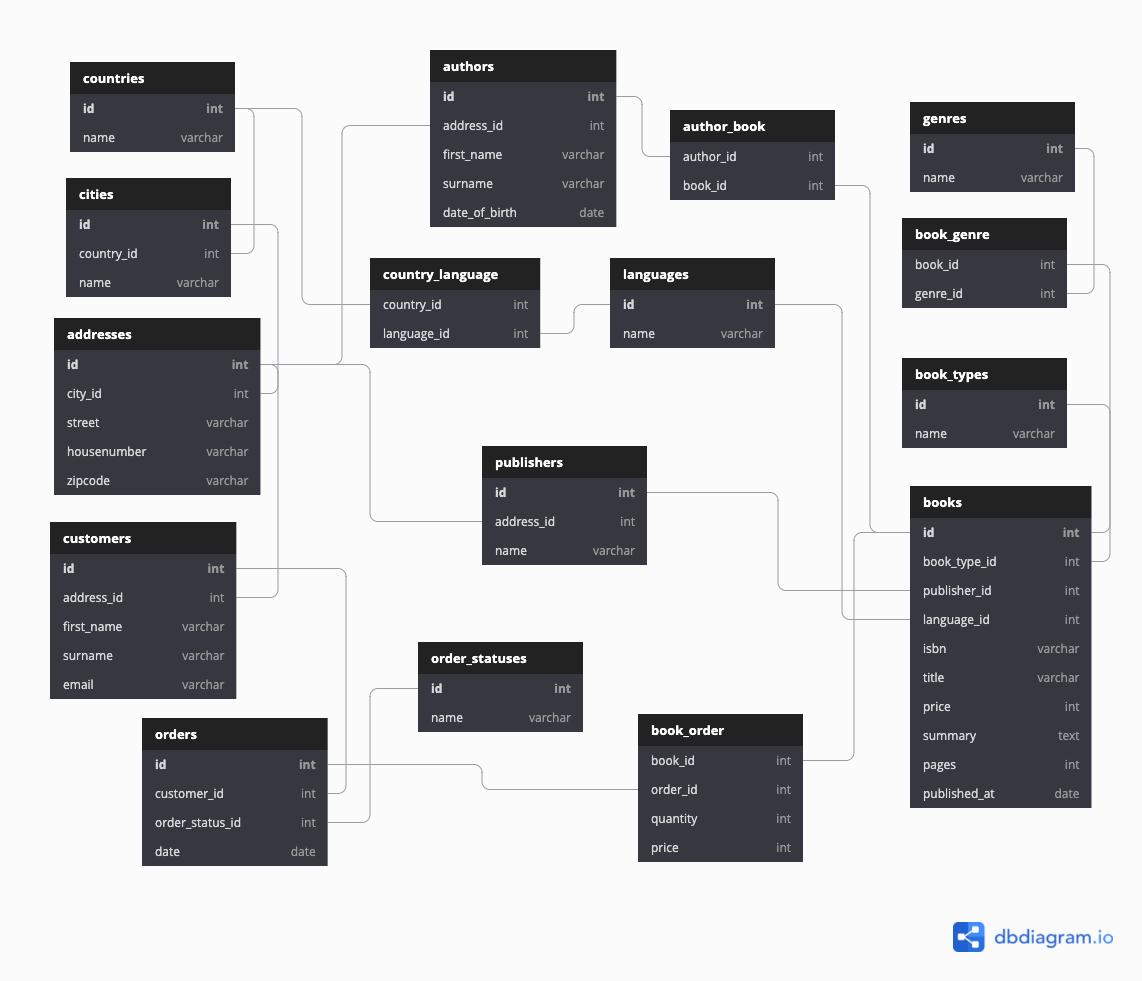 countries
id int
name varchar
cities
id int
country_id int
name varchar
addresses
id int
city_id int
street varchar
housenumber varchar
zipcode varchar
customers
id int
address_id int
first_name varchar
surname varchar
email varchar
orders
id int
customer_id int
order_status_id int
date date
authors
id int
address_id int
first_name varchar
surname varchar
date_of_birth date
country_language
country_id int
language_id int
publishers
id int
address_id int
name varchar
order_statuses
id int
name varchar
author_book
author_id int
book_id int
languages
id int
name varchar
book_order
book_id int
order_id int
quantity int
price int
genres
id int
name varchar
book_genre
book_id int
genre_id int
book_types
id int
name varchar
books
id int
book_type_id int
publisher_id int
language_id int
isbn varchar
title varchar
price int
summary text
pages int
published_at date
dbdiagram.io